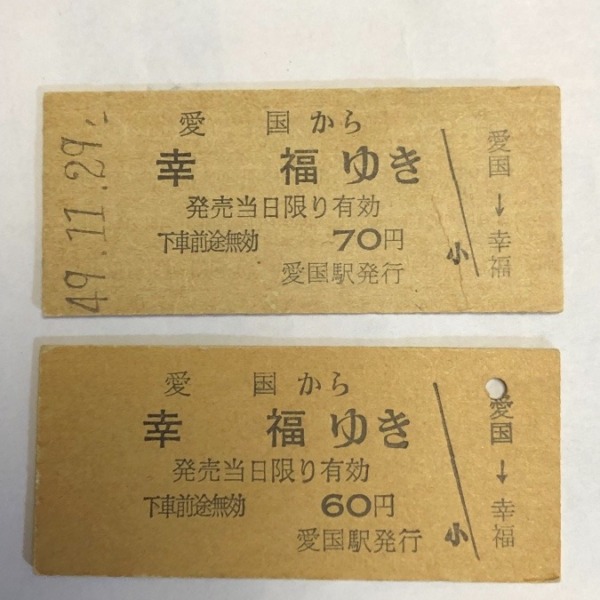 49.11.29
愛 国 から
幸 福 ゆき
発売当日限り有効
下車前途無効 70円
愛国駅発行
小
愛国 → 幸福
愛 国 から
幸 福 ゆき
発売当日限り有効
下車前途無効 60円
愛国駅発行
小
愛国 → 幸福